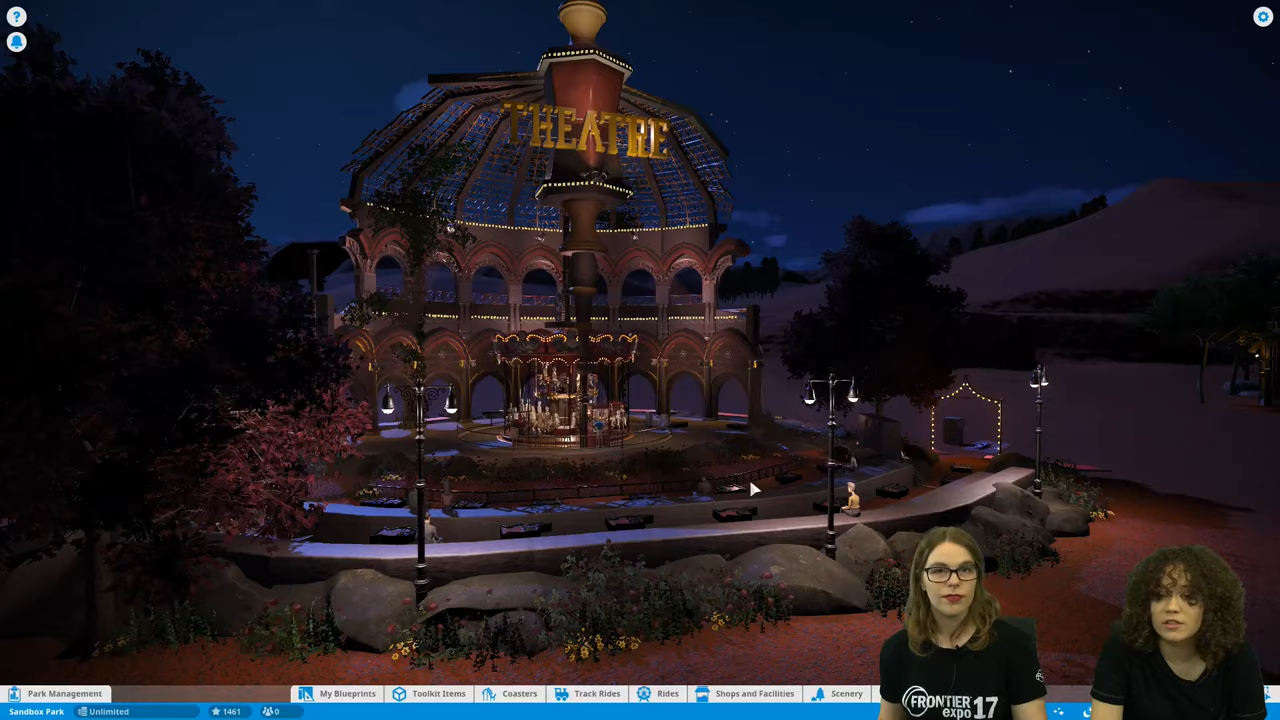 ?
THEATRE
FRONTIER
expo 17
Park Management
My Blueprints
Toolkit Items
Coasters
Track Rides
Rides
Shops and Facilities
Scenery
Sandbox Park
Unlimited
1461
0